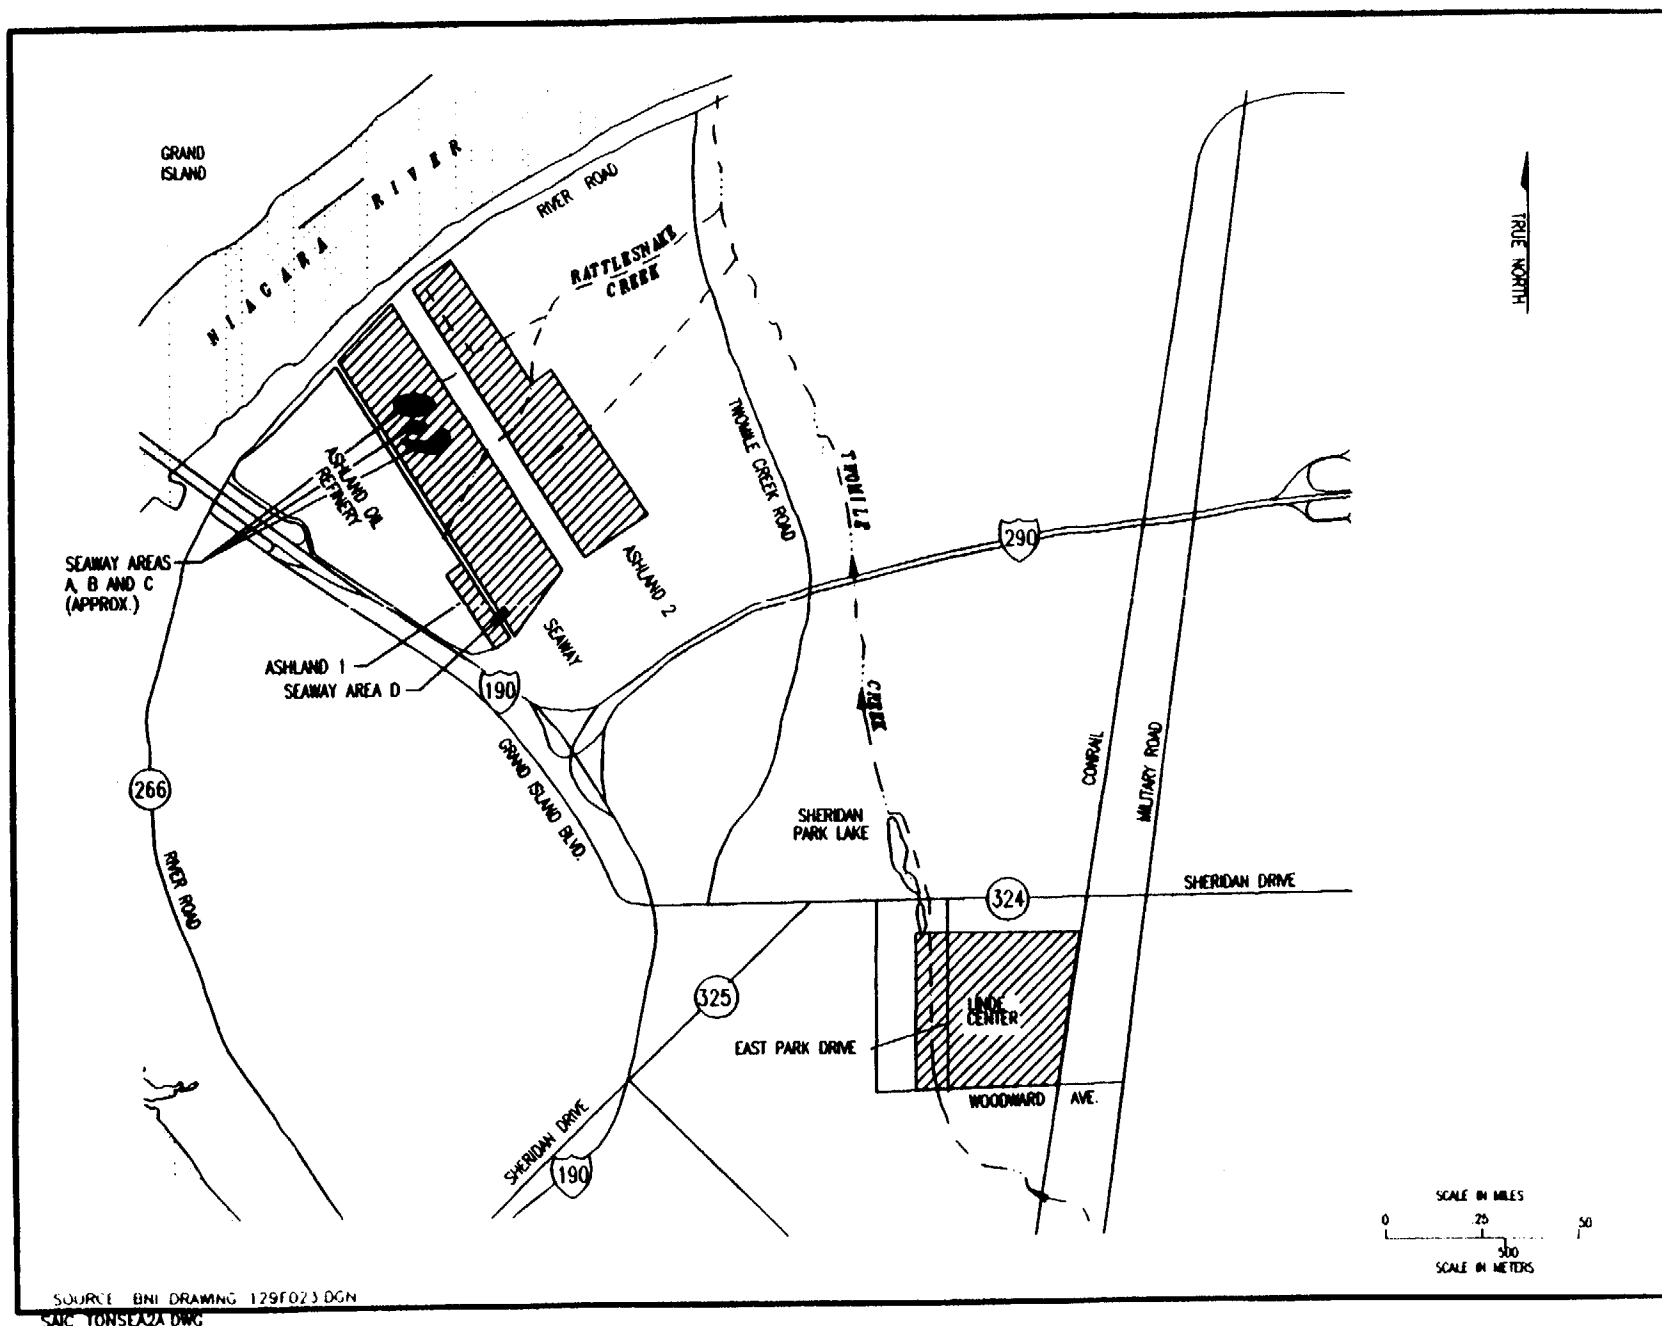 GRAND
ISLAND
NIAGARA RIVER
RIVER ROAD
RATTLESNAKE
CREEK
TRUE NORTH
TWOMILE CREEK ROAD
TWOMILE
CREEK
ASHLAND OIL
REFINERY
290
SEAWAY AREAS
A, B AND C
(APPROX.)
ASHLAND 2
SEAWAY
ASHLAND 1
SEAWAY AREA D
190
GRAND ISLAND BLVD.
CONRAIL
MILITARY ROAD
266
SHERIDAN
PARK LAKE
RIVER ROAD
324
SHERIDAN DRIVE
325
LINDE
CENTER
EAST PARK DRIVE
WOODWARD AVE.
SHERIDAN DRIVE
190
SCALE IN MILES
0 .25 .50
500
SCALE IN METERS
SOURCE BNI DRAWING 129F023.DGN
SAIC TONSEA2A.DWG